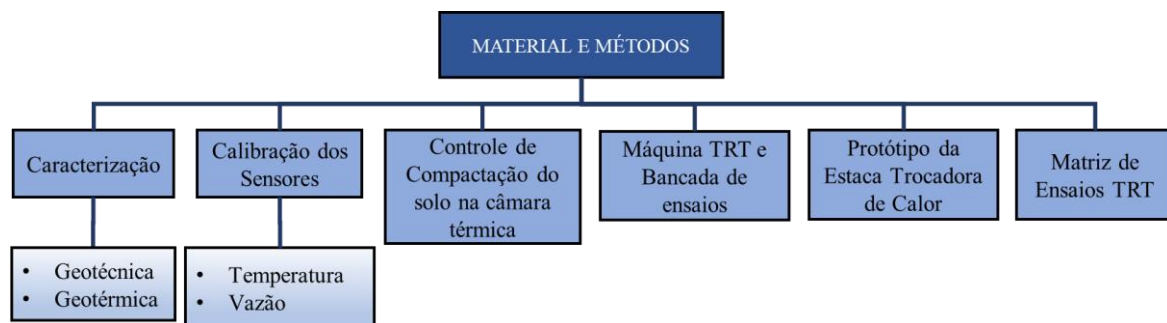 MATERIAL E MÉTODOS
Caracterização
Calibração dos
Sensores
Controle de
Compactação do
solo na câmara
térmica
Máquina TRT e
Bancada de
ensaios
Protótipo da
Estaca Trocadora
de Calor
Matriz de
Ensaios TRT
• Geotécnica
• Geotérmica
• Temperatura
• Vazão